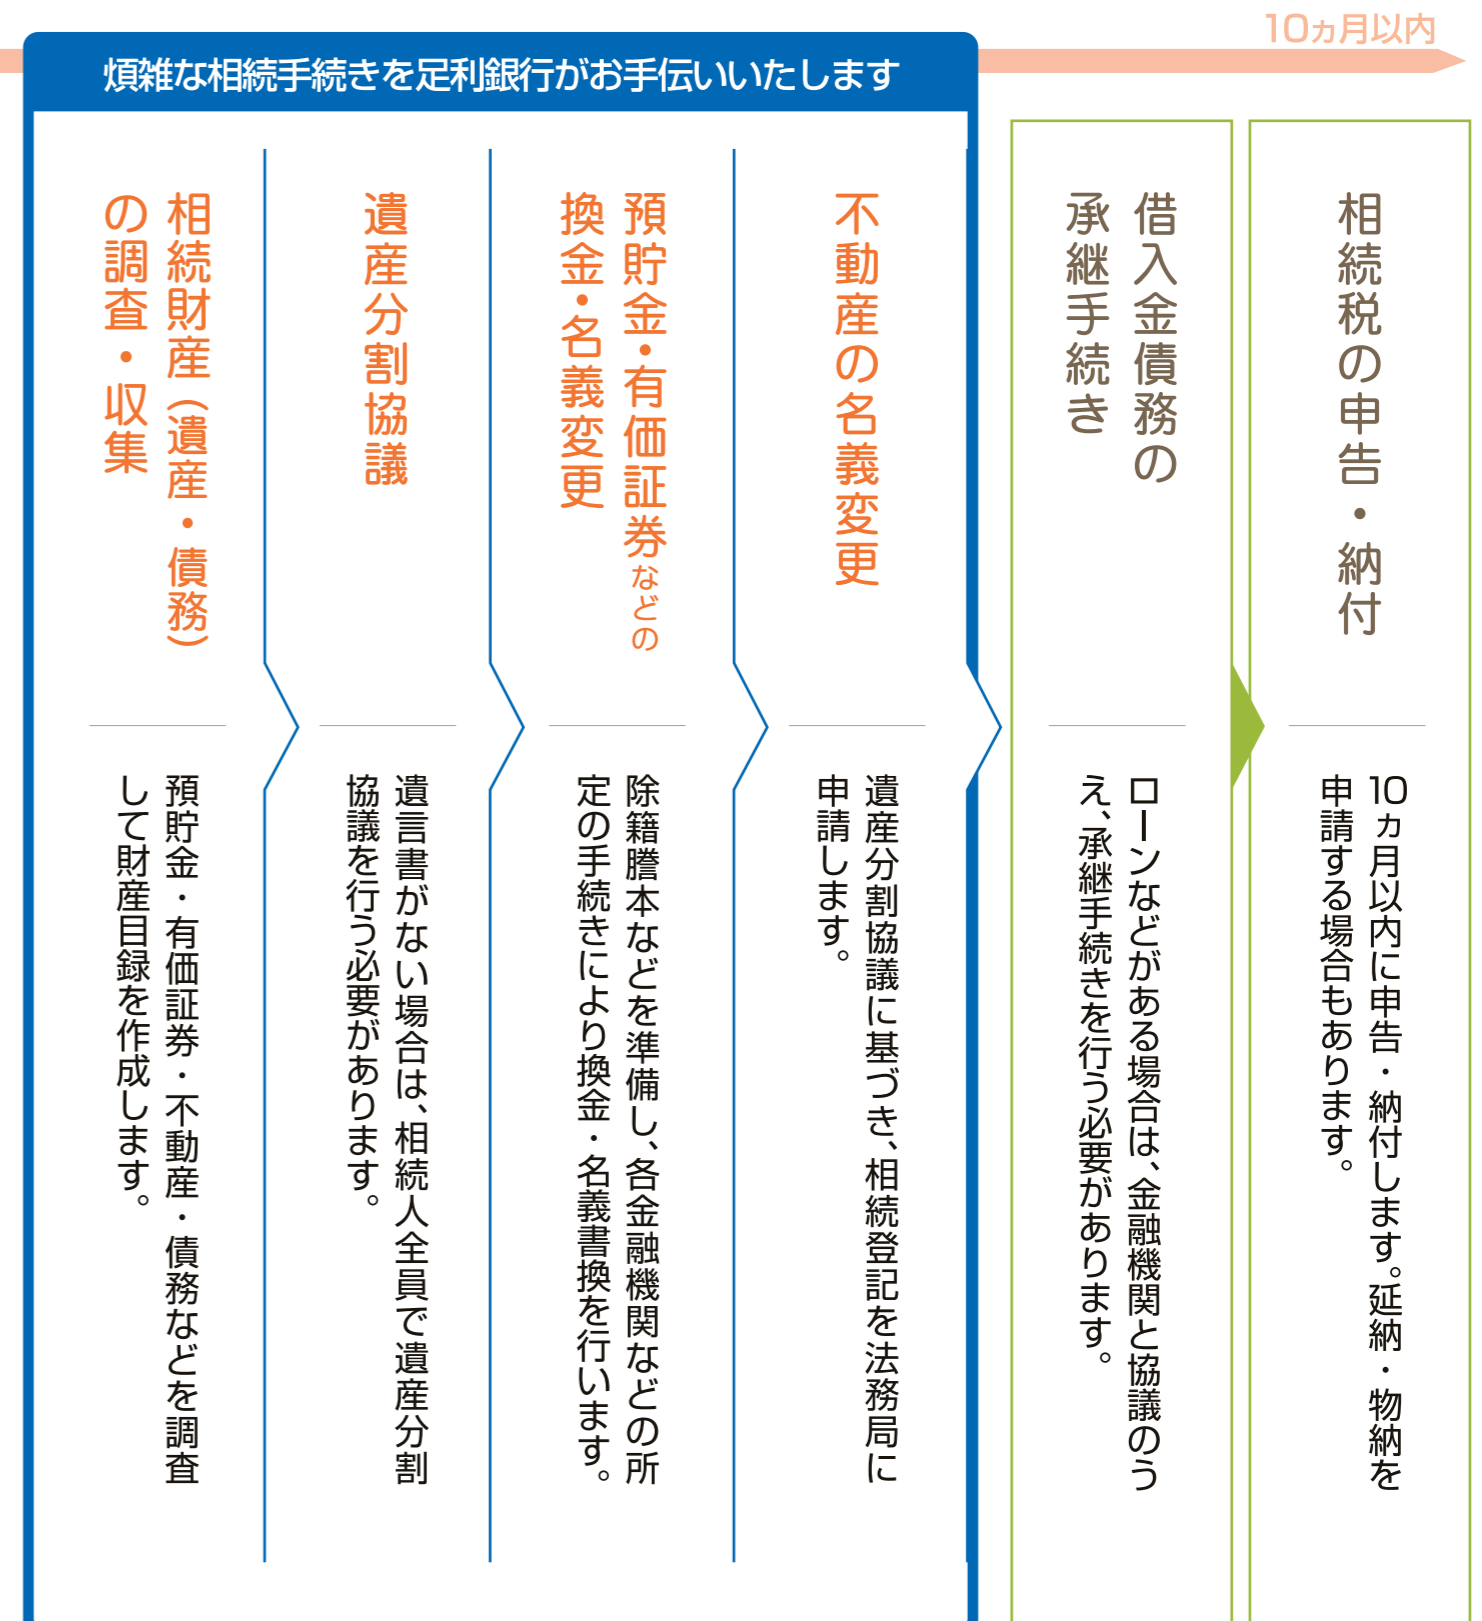 10ヵ月以内
煩雑な相続手続きを足利銀行がお手伝いいたします
相続財産(遺産・債務)
の調査・収集
預貯金・有価証券・不動産・債務などを調査
して財産目録を作成します。
遺産分割協議
遺言書がない場合は、相続人全員で遺産分割
協議を行う必要があります。
預貯金・有価証券などの
換金・名義変更
除籍謄本などを準備し、各金融機関などの所
定の手続きにより換金・名義書換を行います。
不動産の名義変更
遺産分割協議に基づき、相続登記を法務局に
申請します。
借入金債務の
承継手続き
ローンなどがある場合は、金融機関と協議のう
え、承継手続きを行う必要があります。
相続税の申告・納付
10ヵ月以内に申告・納付します。延納・物納を
申請する場合もあります。